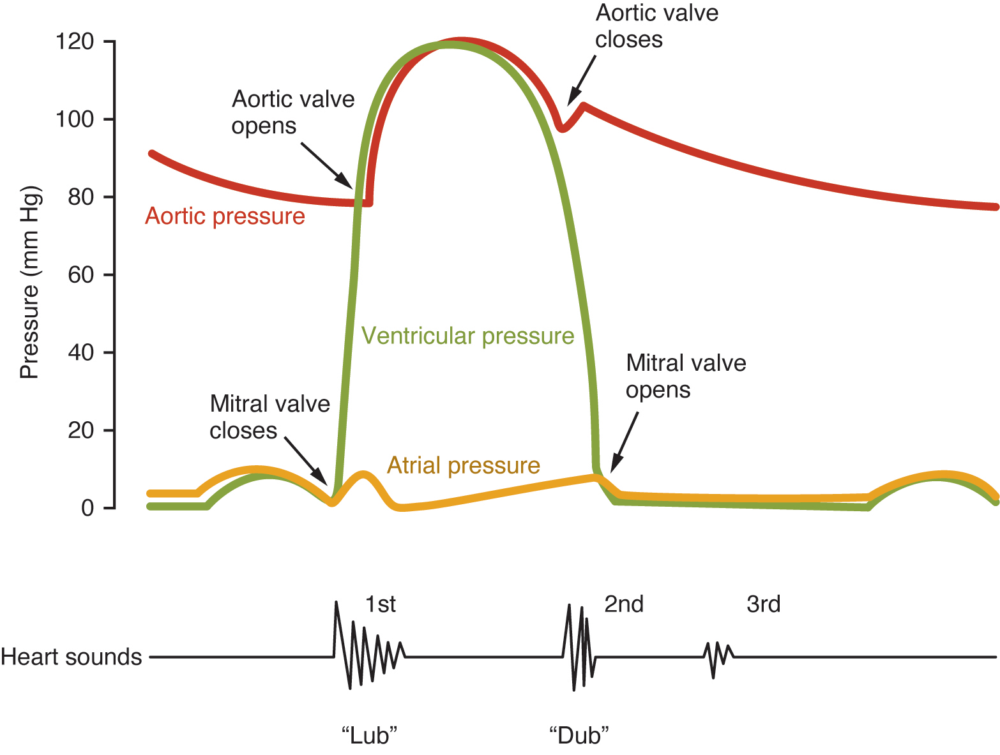 Aortic valve
closes
120
Aortic valve
opens
100
80
Aortic pressure
Pressure (mm Hg)
60
Ventricular pressure
40
Mitral valve
opens
Mitral valve
closes
20
Atrial pressure
0
1st
2nd
3rd
Heart sounds
“Lub”
“Dub”